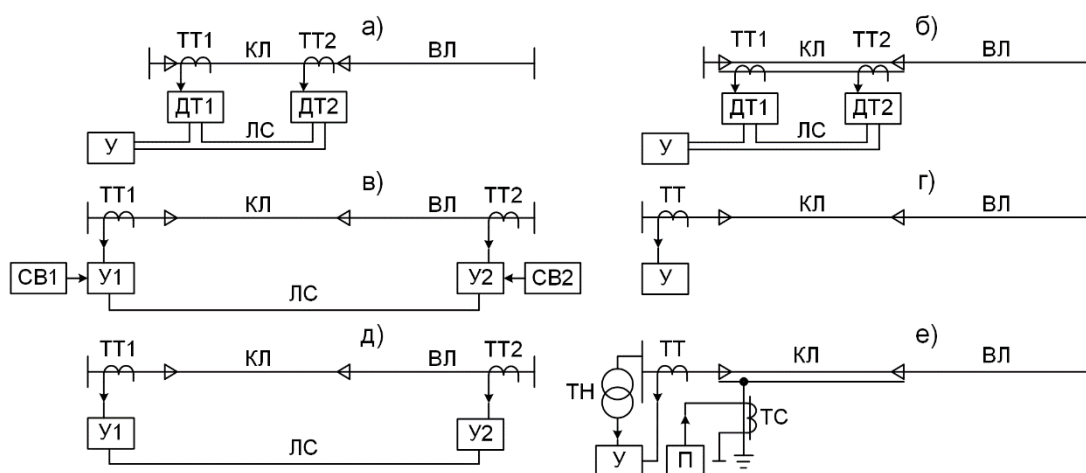 а)
ТТ1 КЛ ТТ2 ВЛ
ДТ1 ДТ2
ЛС
У
б)
ТТ1 КЛ ТТ2 ВЛ
ДТ1 ДТ2
ЛС
У
в)
ТТ1 КЛ ВЛ ТТ2
СВ1 У1 У2 СВ2
ЛС
г)
ТТ КЛ ВЛ
У
д)
ТТ1 КЛ ВЛ ТТ2
У1 У2
ЛС
е)
ТТ КЛ ВЛ
ТН ТС
У П